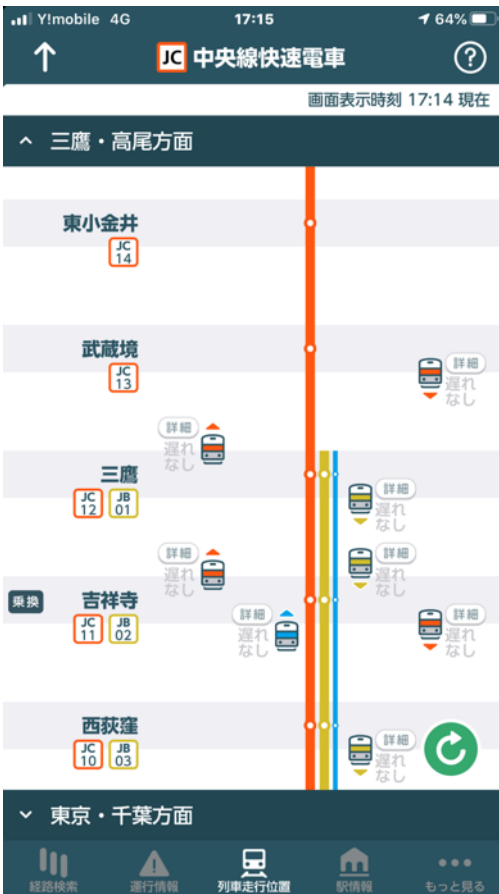 Y!mobile 4G 17:15 64%
JC 中央線快速電車 ?
画面表示時刻 17:14 現在
三鷹・高尾方面
東小金井
JC 14
武蔵境
JC 13
詳細
遅れ
なし
詳細
遅れ
なし
三鷹
JC 12 JB 01
詳細
遅れ
なし
詳細
遅れ
なし
詳細
遅れ
なし
乗換 吉祥寺
JC 11 JB 02
詳細
遅れ
なし
詳細
遅れ
なし
西荻窪
JC 10 JB 03
詳細
遅れ
なし
東京・千葉方面
経路検索 運行情報 列車走行位置 駅情報 もっと見る